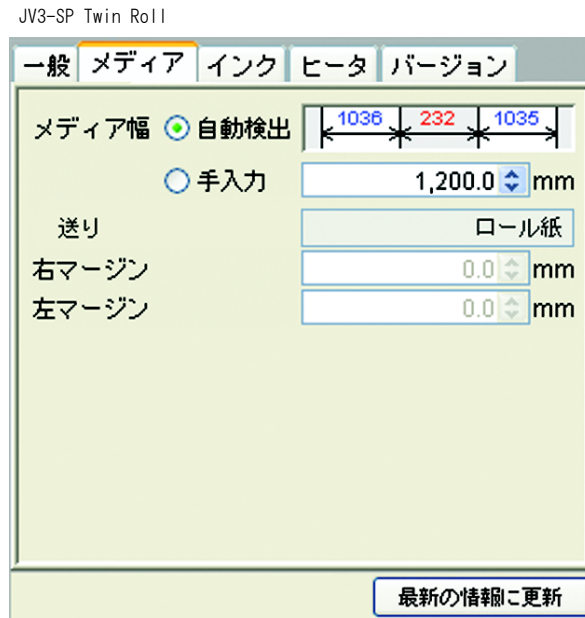 JV3-SP Twin Roll
一般 メディア インク ヒータ バージョン
メディア幅 自動検出 1036 232 1035
手入力 1,200.0 mm
送り ロール紙
右マージン 0.0 mm
左マージン 0.0 mm
最新の情報に更新